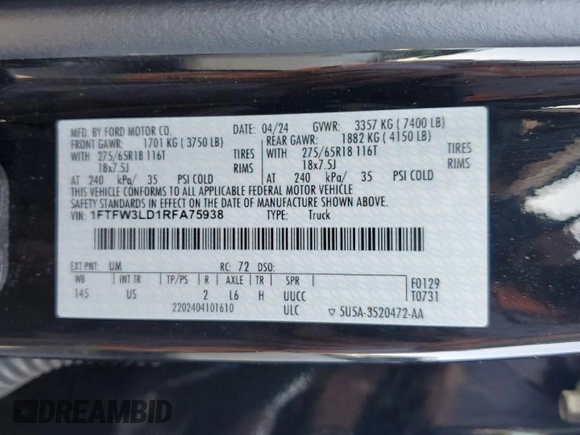 MFD. BY FORD MOTOR CO. DATE: 04/24 GVWR: 3357 KG ( 7400 LB)
FRONT GAWR: 1701 KG ( 3750 LB) REAR GAWR: 1882 KG ( 4150 LB)
WITH 275/65R18 116T TIRES WITH 275/65R18 116T TIRES
18x7.5J RIMS 18x7.5J RIMS
AT 240 kPa/ 35 PSI COLD AT 240 kPa/ 35 PSI COLD
THIS VEHICLE CONFORMS TO ALL APPLICABLE FEDERAL MOTOR VEHICLE
SAFETY STANDARDS IN EFFECT ON THE DATE OF MANUFACTURE SHOWN ABOVE.
VIN: 1FTFW3LD1RFA75938 TYPE: Truck
EXT PNT: UM RC: 72 DSO:
WB INT TR TP/PS R AXLE TR SPR F0129
145 US 2 L6 H UUCC T0731
2202404101610 ULC ▽ 5U5A-3520472-AA
DREAMBID